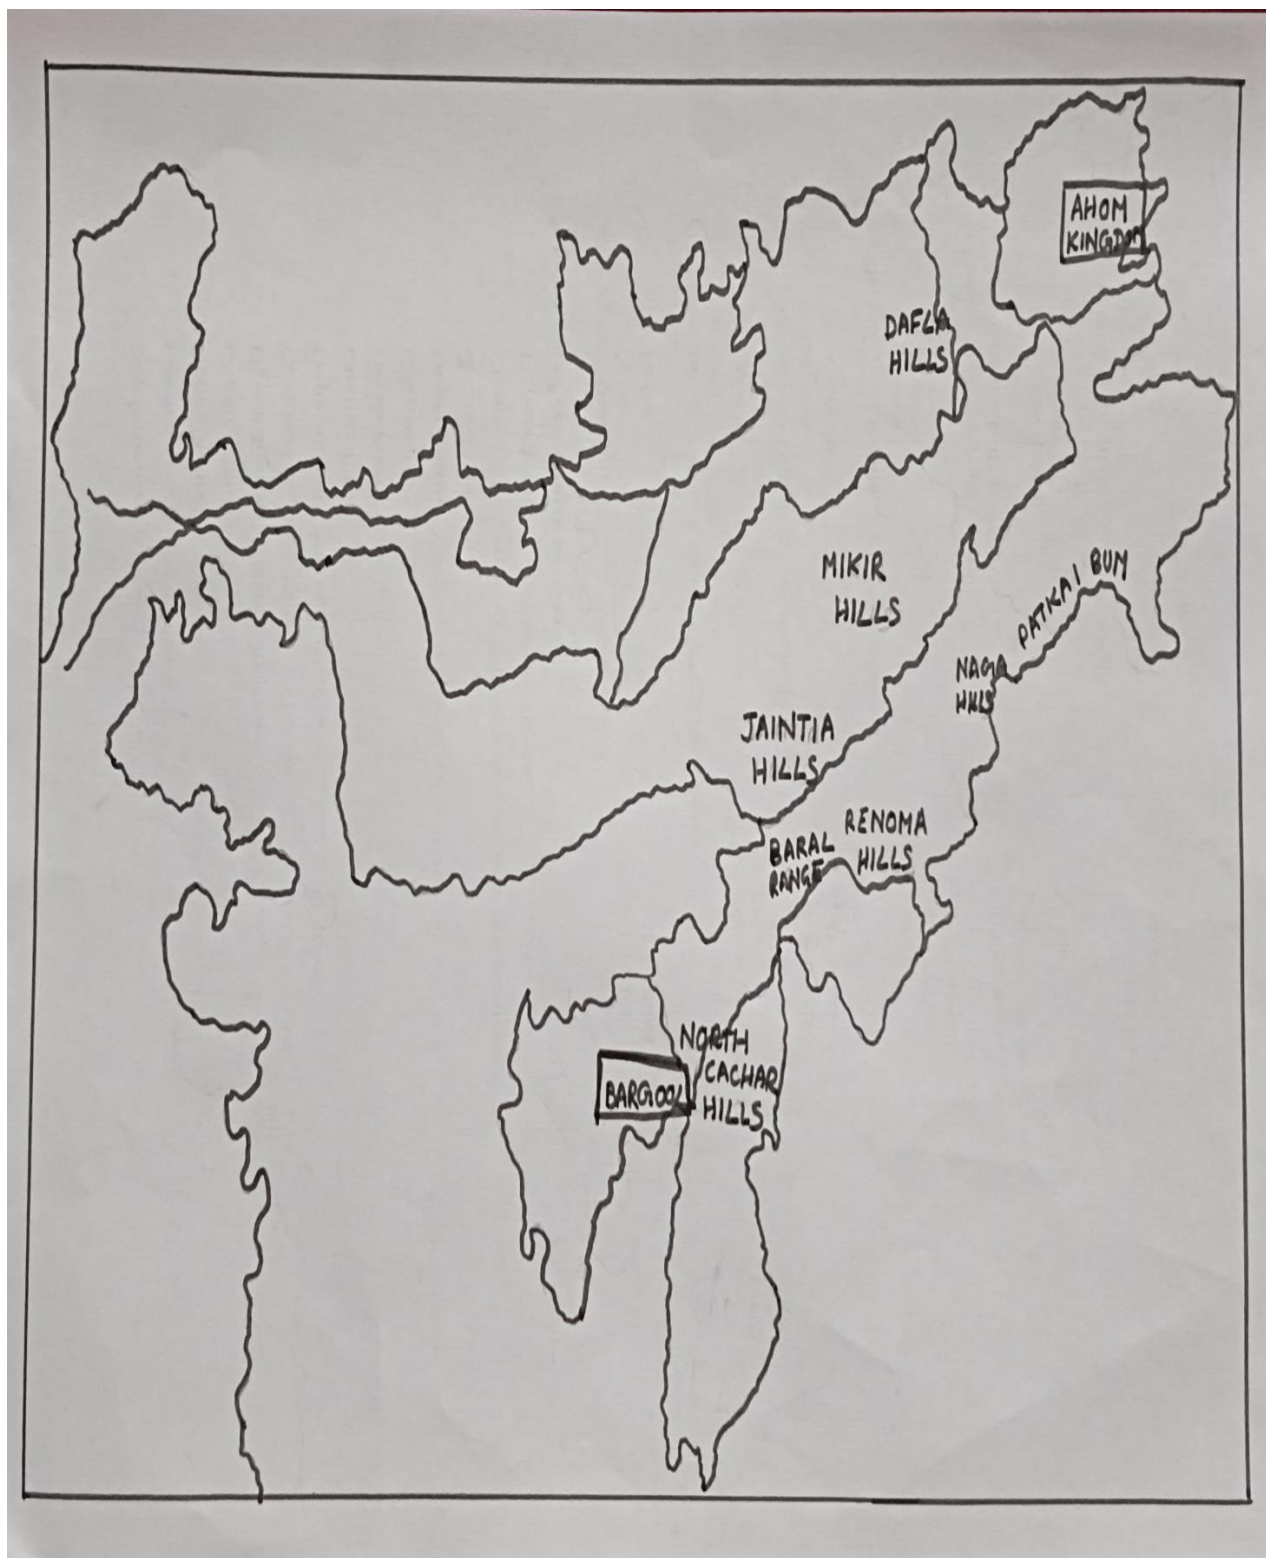 AHOM
KINGDOM
DAFLA
HILLS
MIKIR
HILLS
PATKAI BUM
NAGA
HILLS
JAINTIA
HILLS
RENOMA
HILLS
BARAL
RANGE
NORTH
CACHAR
HILLS
BARGOOL